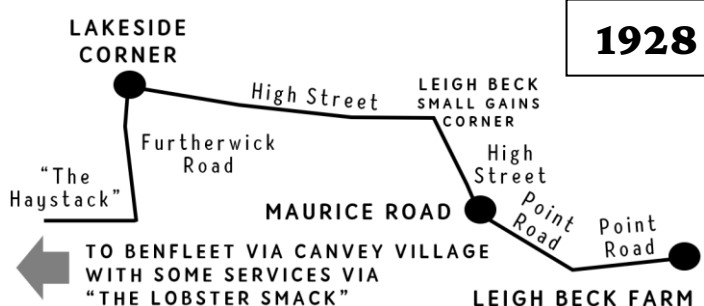 1928
LAKESIDE
CORNER
High Street
LEIGH BECK
SMALL GAINS
CORNER
Furtherwick
Road
"The
Haystack"
High
Street
MAURICE ROAD
Point
Road
Point
Road
TO BENFLEET VIA CANVEY VILLAGE
WITH SOME SERVICES VIA
"THE LOBSTER SMACK"
LEIGH BECK FARM